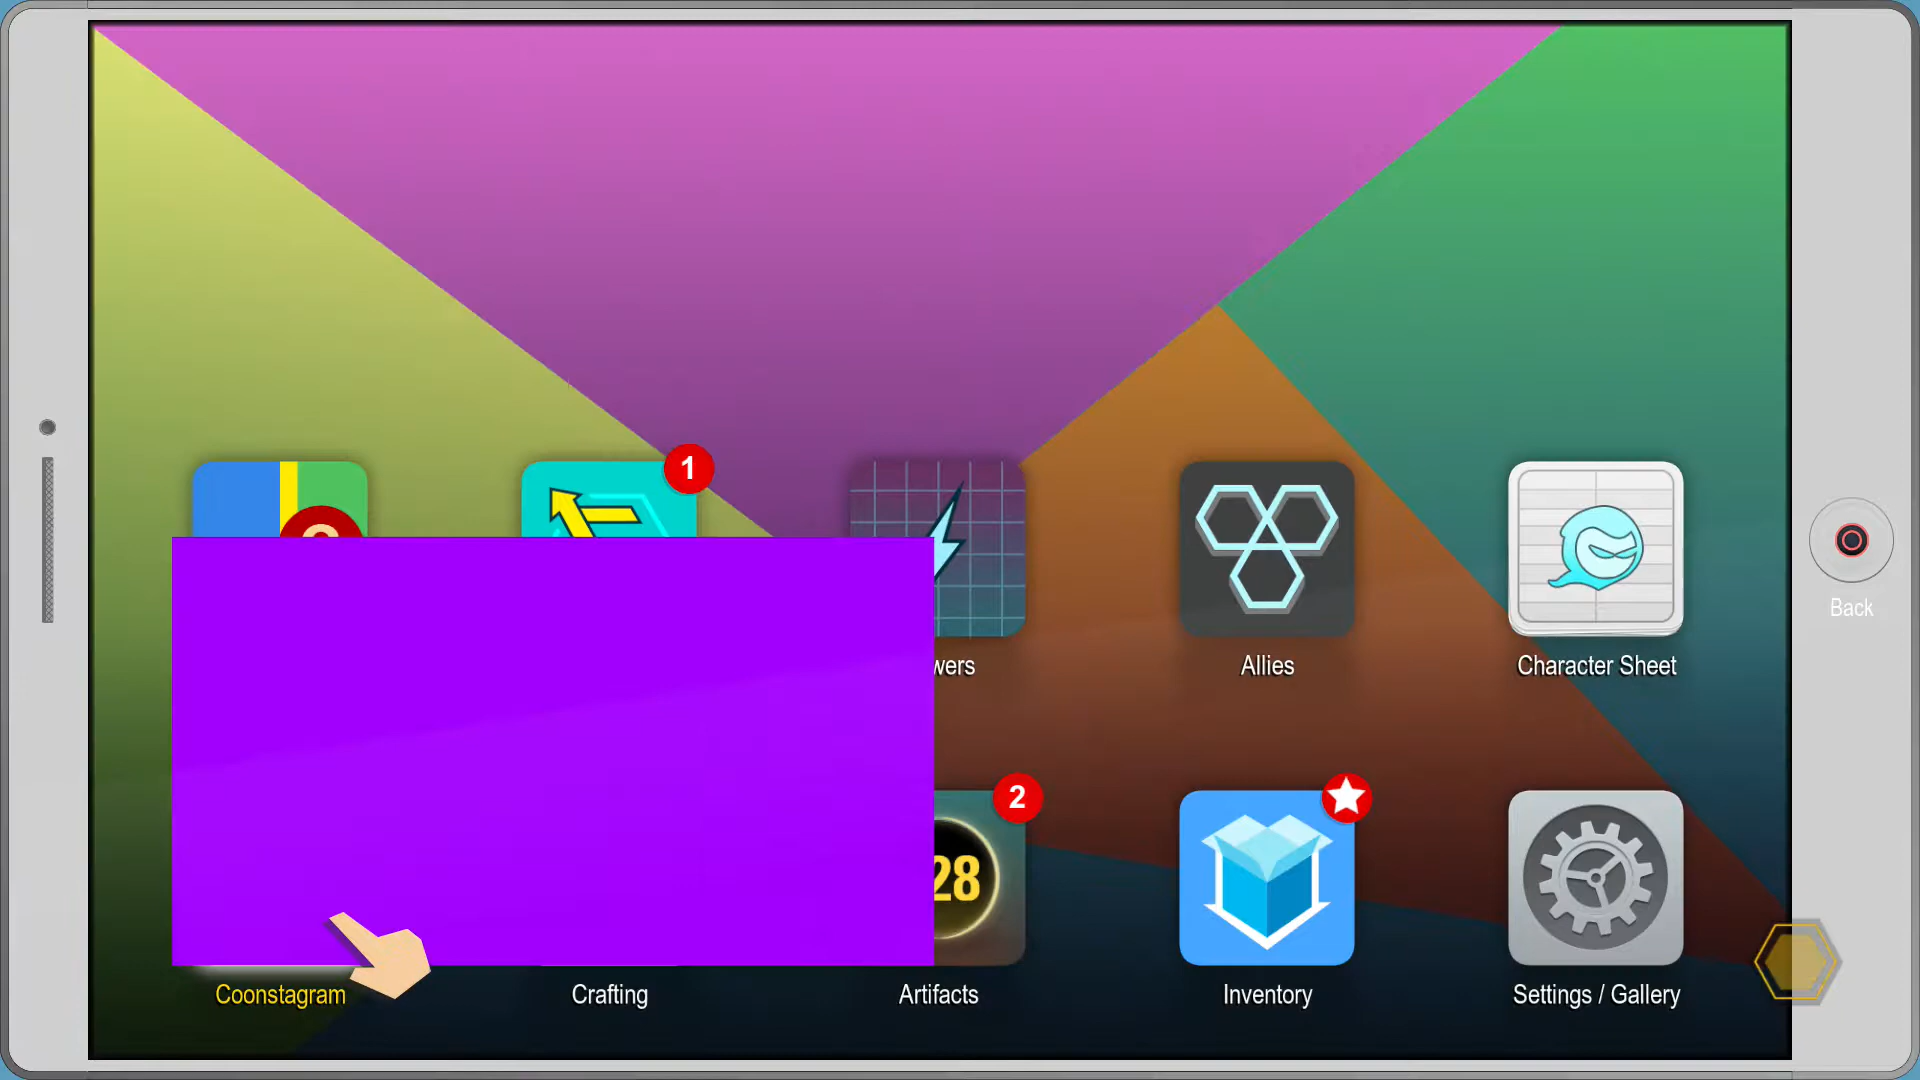 1
wers
Allies
Character Sheet
Back
2
28
Coonstagram
Crafting
Artifacts
Inventory
Settings / Gallery